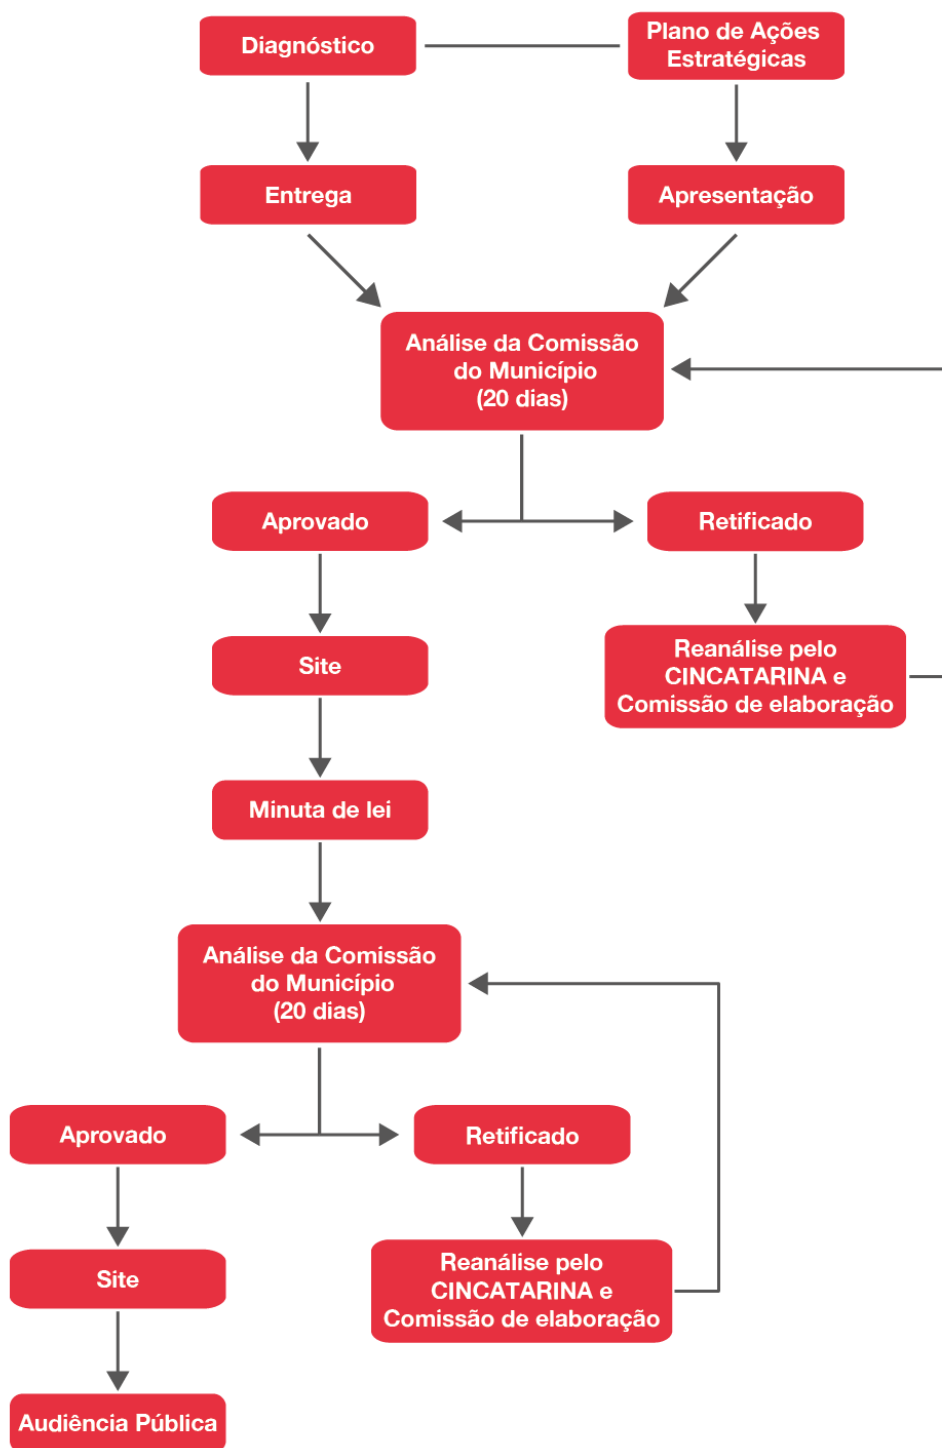 Diagnóstico
Plano de Ações
Estratégicas
Entrega
Apresentação
Análise da Comissão
do Município
(20 dias)
Aprovado
Retificado
Site
Reanálise pelo
CINCATARINA e
Comissão de elaboração
Minuta de lei
Análise da Comissão
do Município
(20 dias)
Aprovado
Retificado
Site
Reanálise pelo
CINCATARINA e
Comissão de elaboração
Audiência Pública